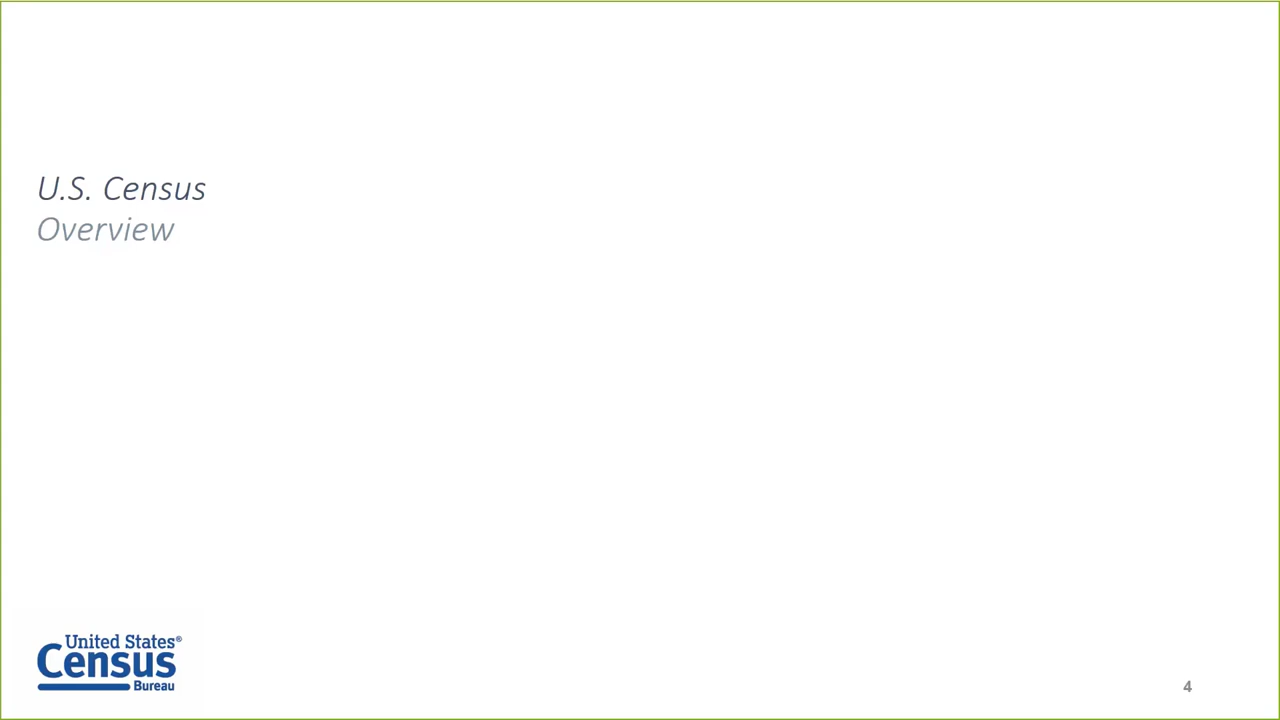 U.S. Census
Overview
United States®
Census
Bureau
4